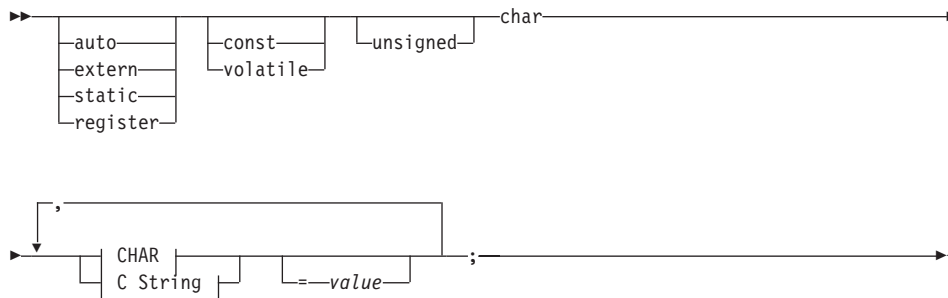 char
auto const unsigned
extern volatile
static
register
,
CHAR ;
C String =value